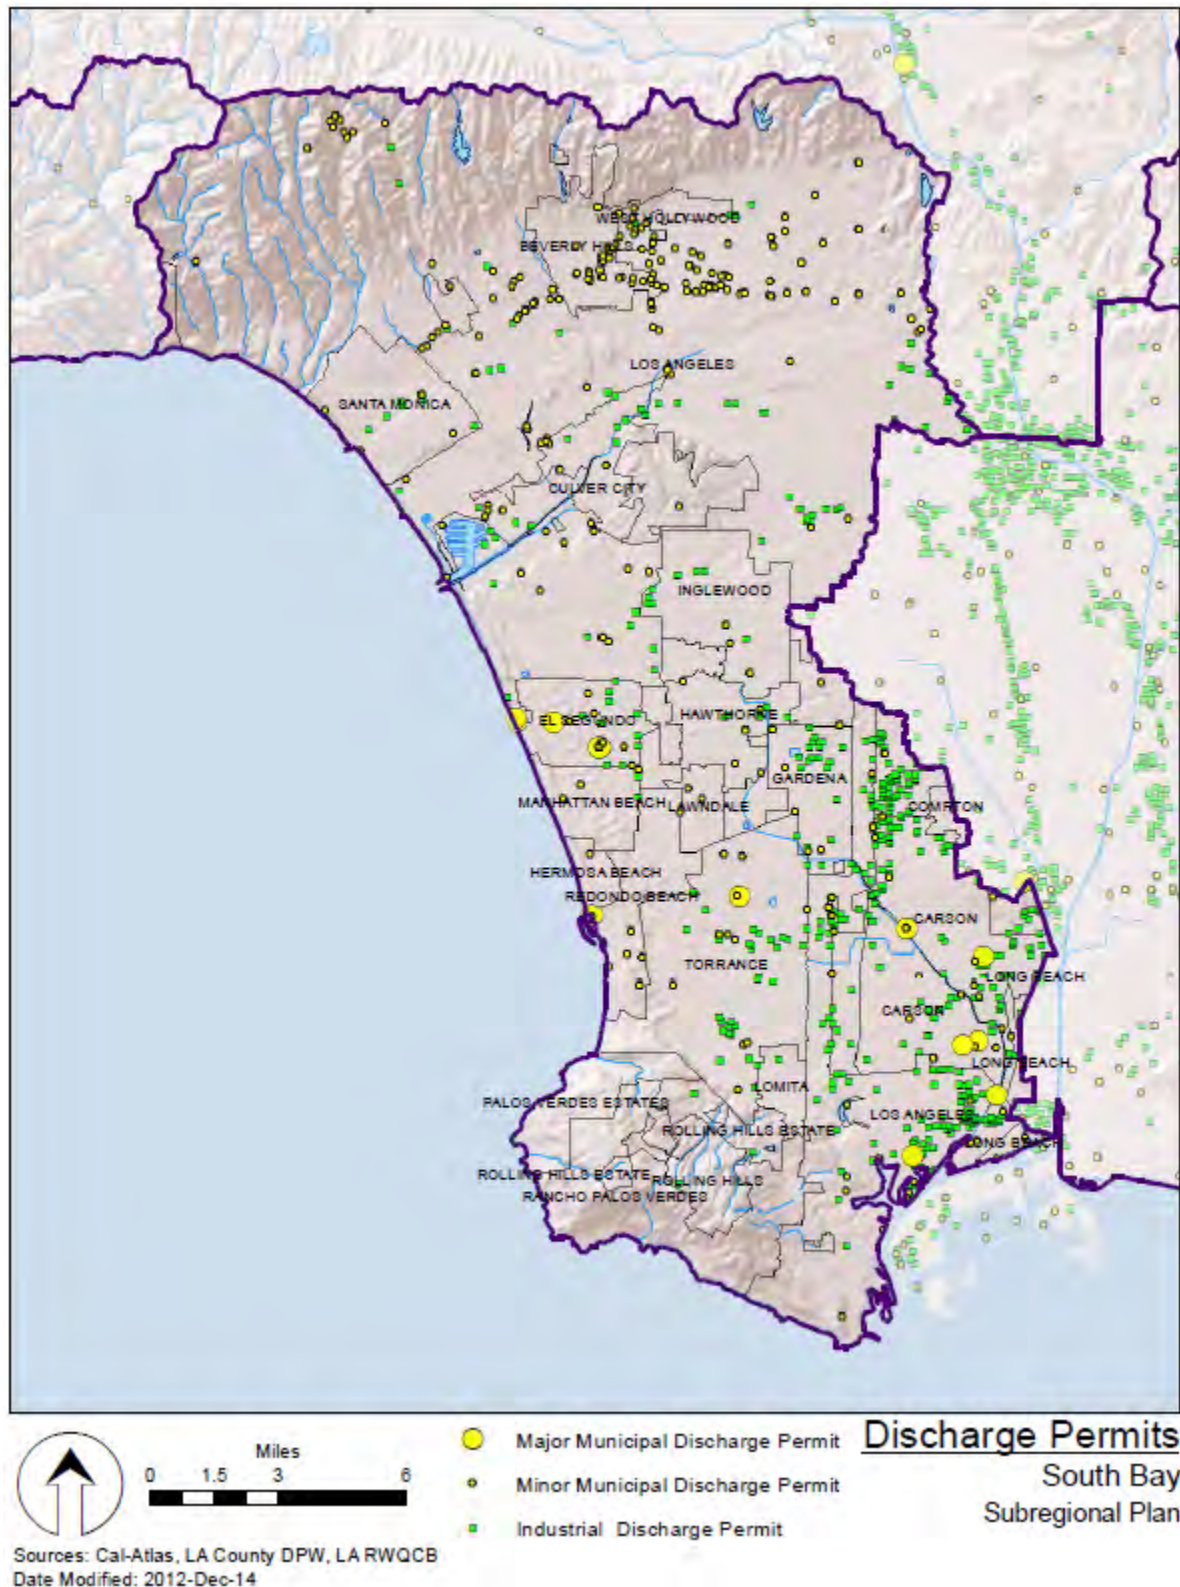 WEST HOLLYWOOD
BEVERLY HILLS
LOS ANGELES
SANTA MONICA
CULVER CITY
INGLEWOOD
EL SEGUNDO
HAWTHORNE
GARDENA
MANHATTAN BEACH
LAWNDALE
COMPTON
HERMOSA BEACH
REDONDO BEACH
CARSON
TORRANCE
LONG BEACH
CARSON
LONG BEACH
LOMITA
PALOS VERDES ESTATES
LOS ANGELES
ROLLING HILLS ESTATE
LONG BEACH
ROLLING HILLS ESTATE
ROLLING HILLS
RANCHO PALOS VERDES
Miles
0 1.5 3 6
Major Municipal Discharge Permit
Minor Municipal Discharge Permit
Industrial Discharge Permit
Discharge Permits
South Bay
Subregional Plan
Sources: Cal-Atlas, LA County DPW, LA RWQCB
Date Modified: 2012-Dec-14